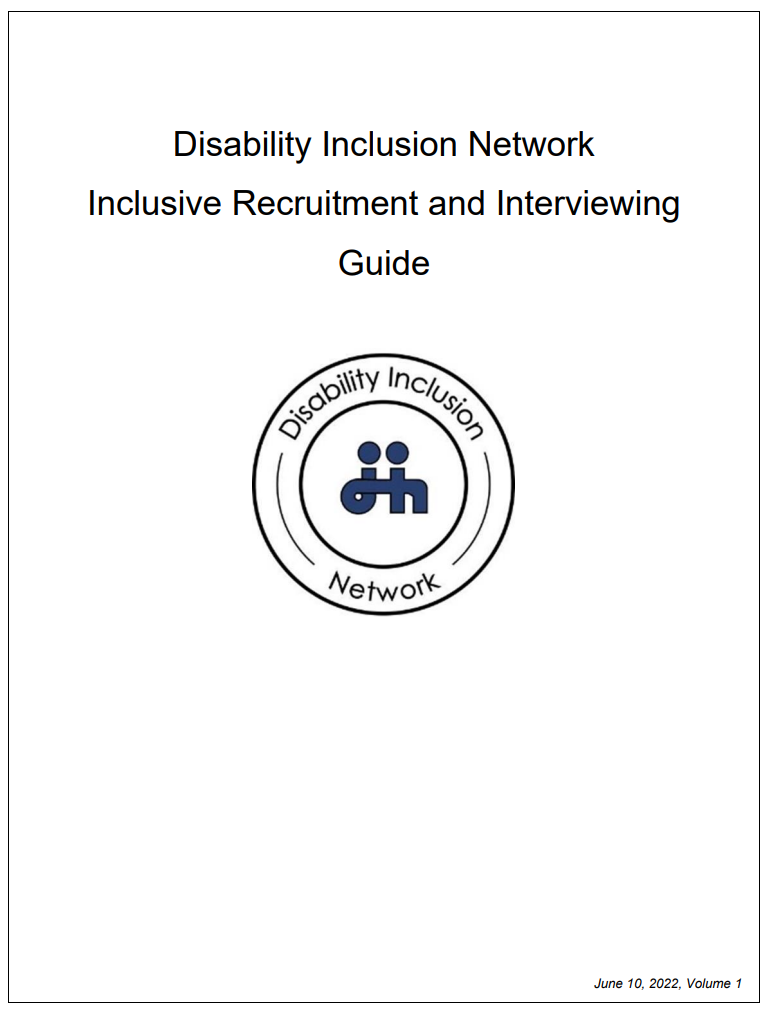 Disability Inclusion Network
Inclusive Recruitment and Interviewing
Guide
Disability Inclusion
Network
June 10, 2022, Volume 1